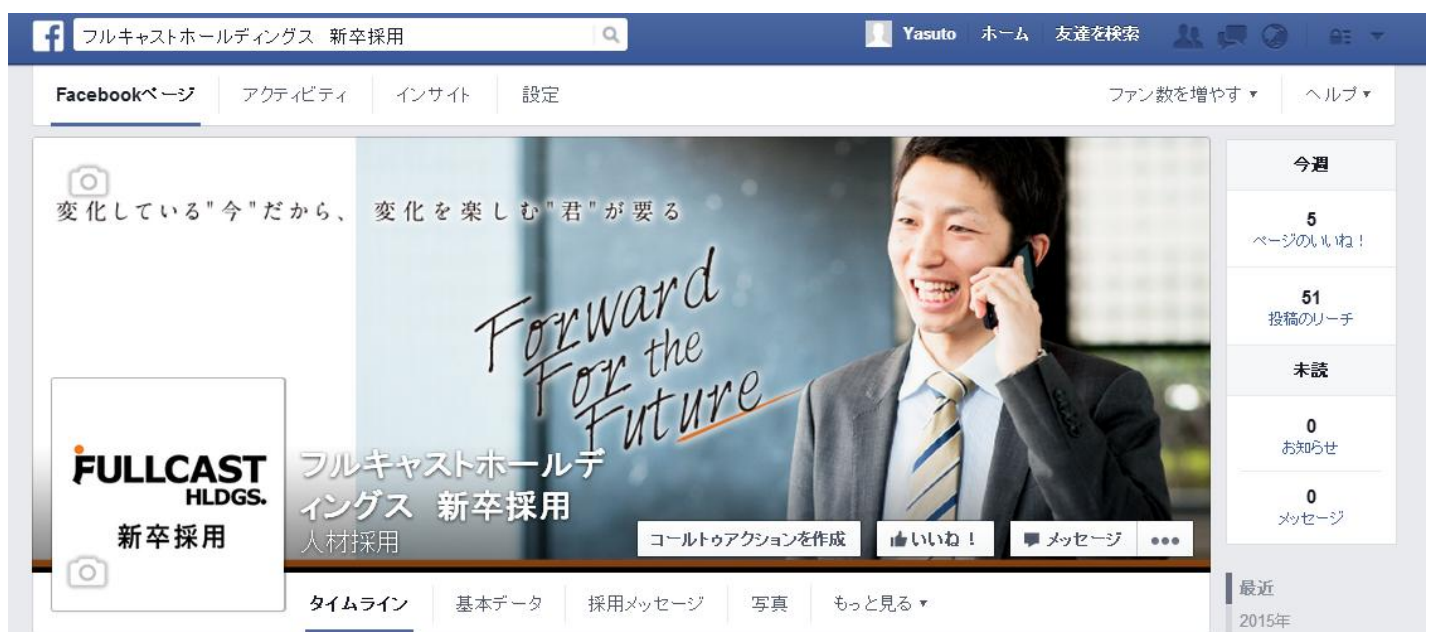 フルキャストホールディングス 新卒採用
Yasuto ホーム 友達を検索
Facebookページ アクティビティ インサイト 設定 ファン数を増やす ▾ ヘルプ ▾
変化している"今"だから、 変化を楽しむ"君"が要る
Forward
For the
Future
FULLCAST
HLDGS.
新卒採用
フルキャストホールデ
ィングス 新卒採用
人材採用
コールトゥアクションを作成 いいね! メッセージ •••
タイムライン 基本データ 採用メッセージ 写真 もっと見る ▾
今週
5
ページのいいね!
51
投稿のリーチ
未読
0
お知らせ
0
メッセージ
最近
2015年